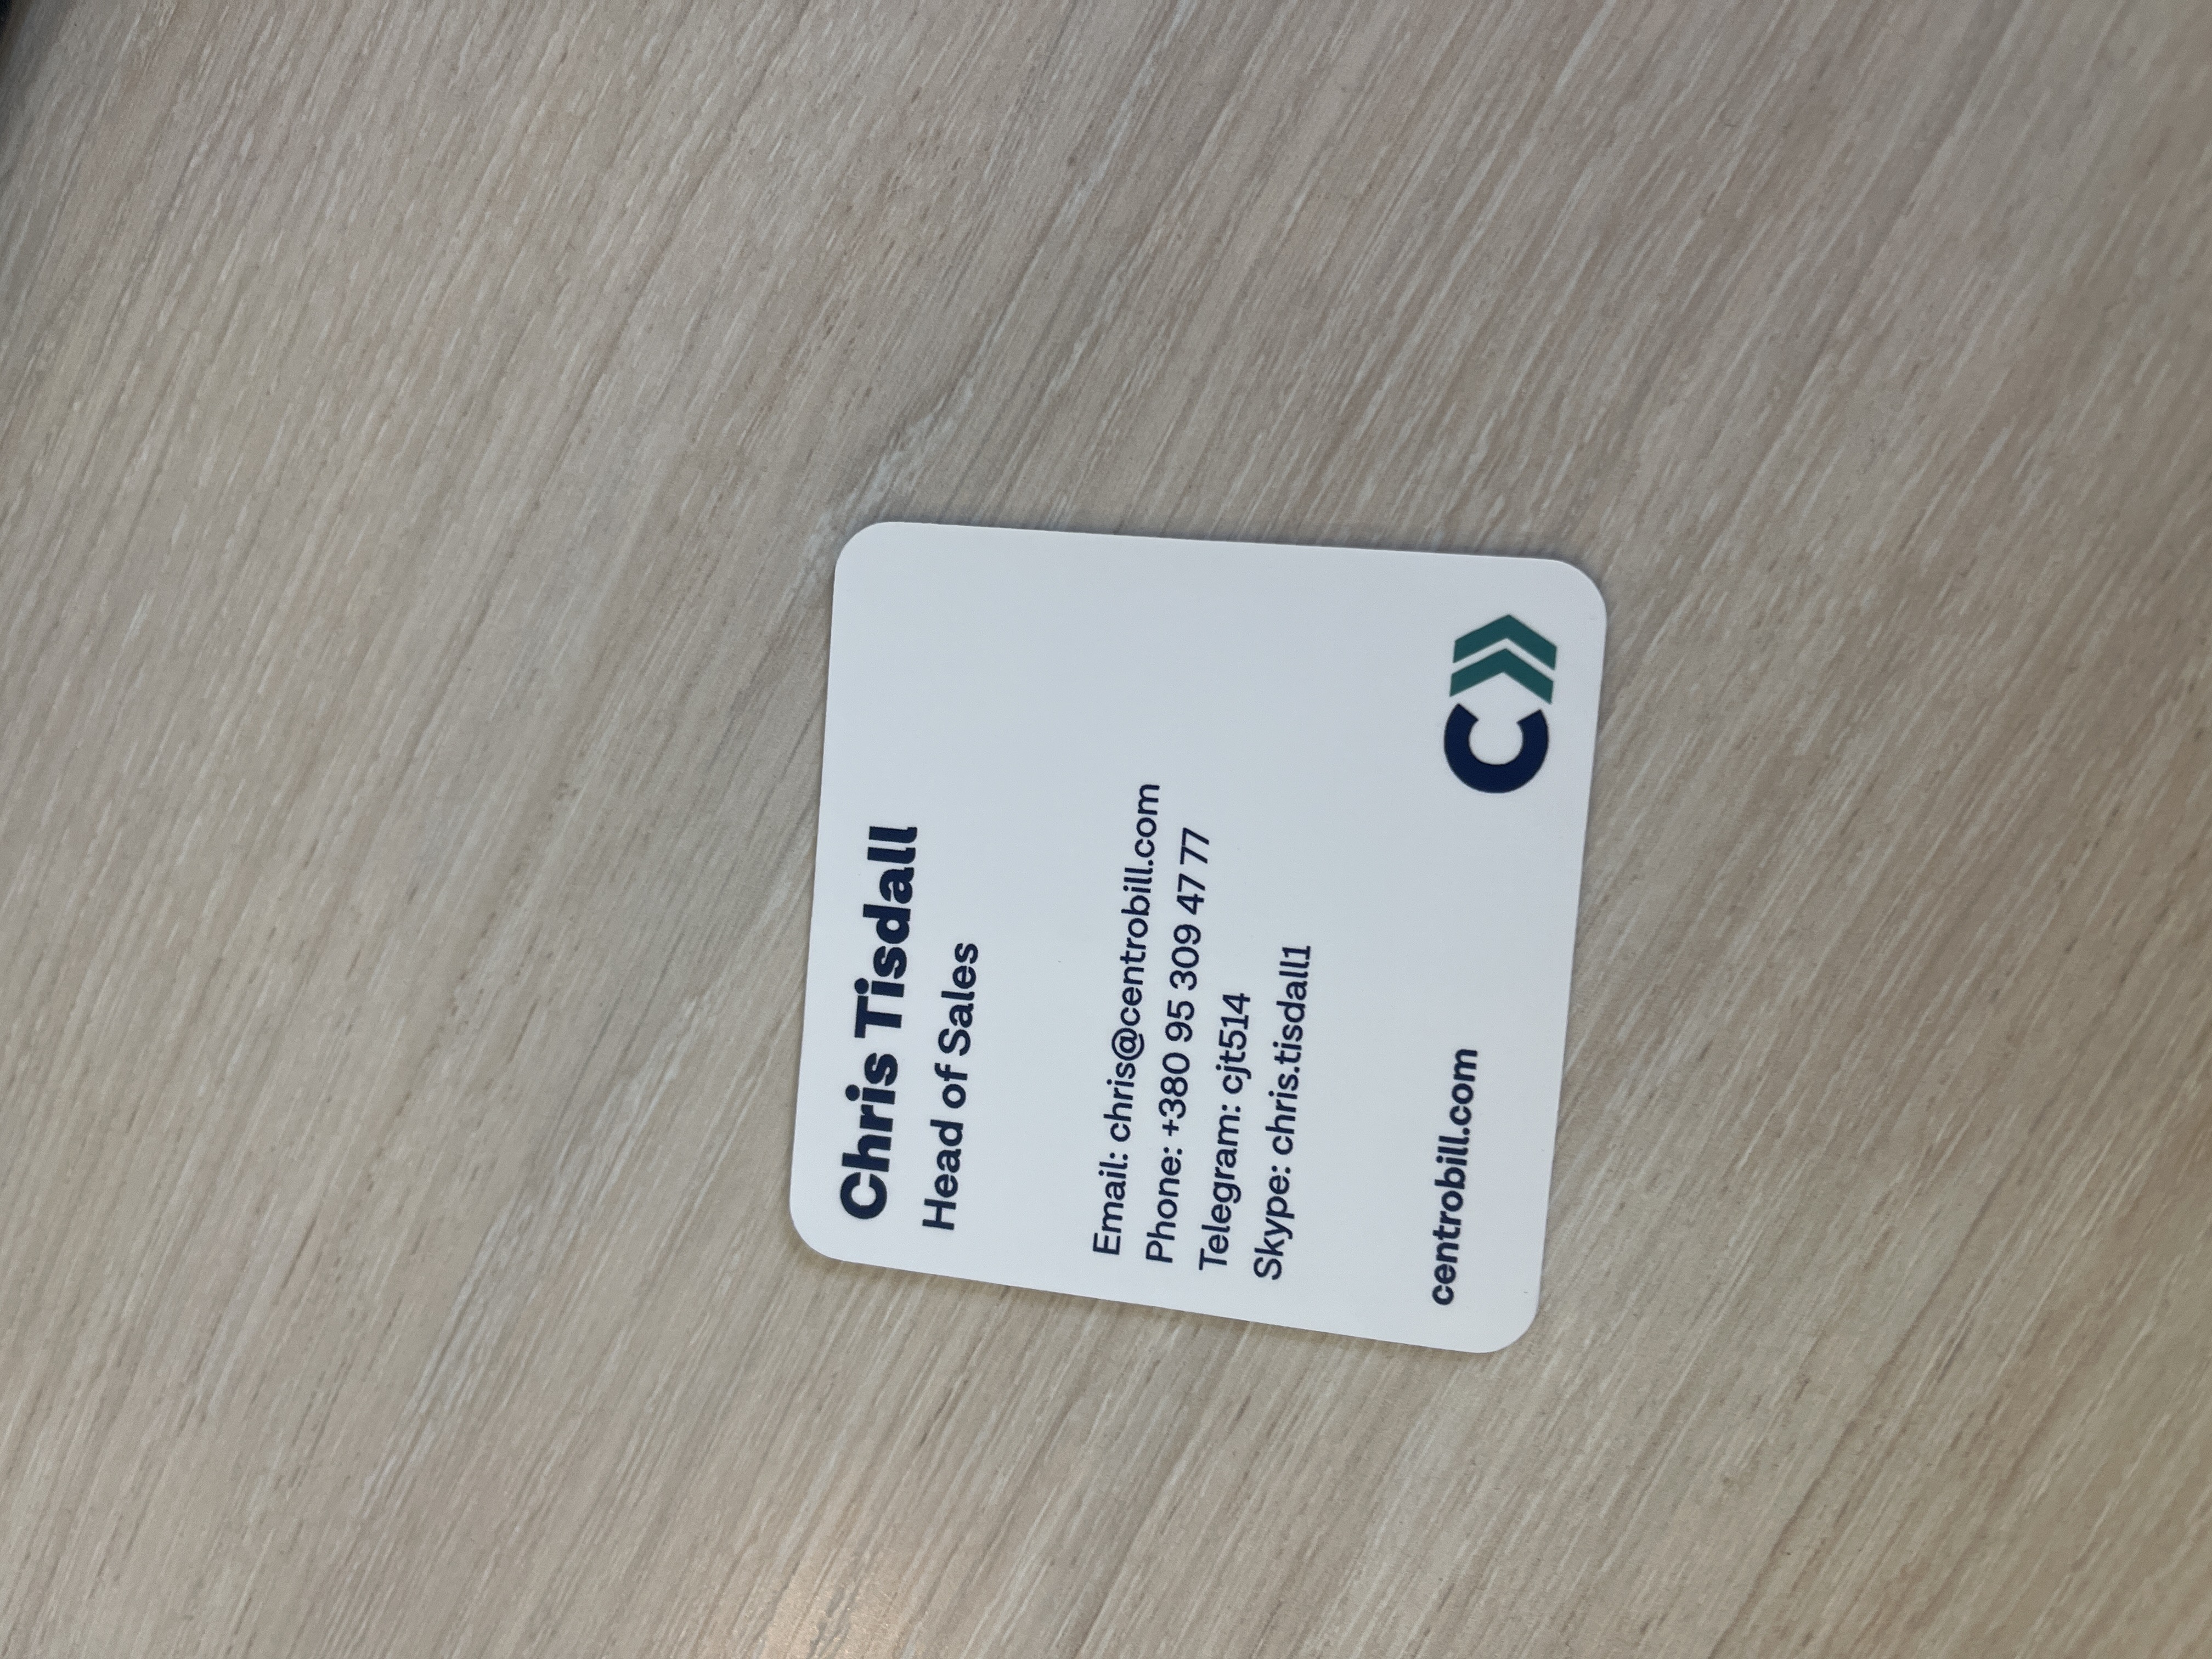 Chris Tisdall
Head of Sales
Email: chris@centrobill.com
Phone: +380 95 309 47 77
Telegram: cjt514
Skype: chris.tisdall1
centrobill.com
C